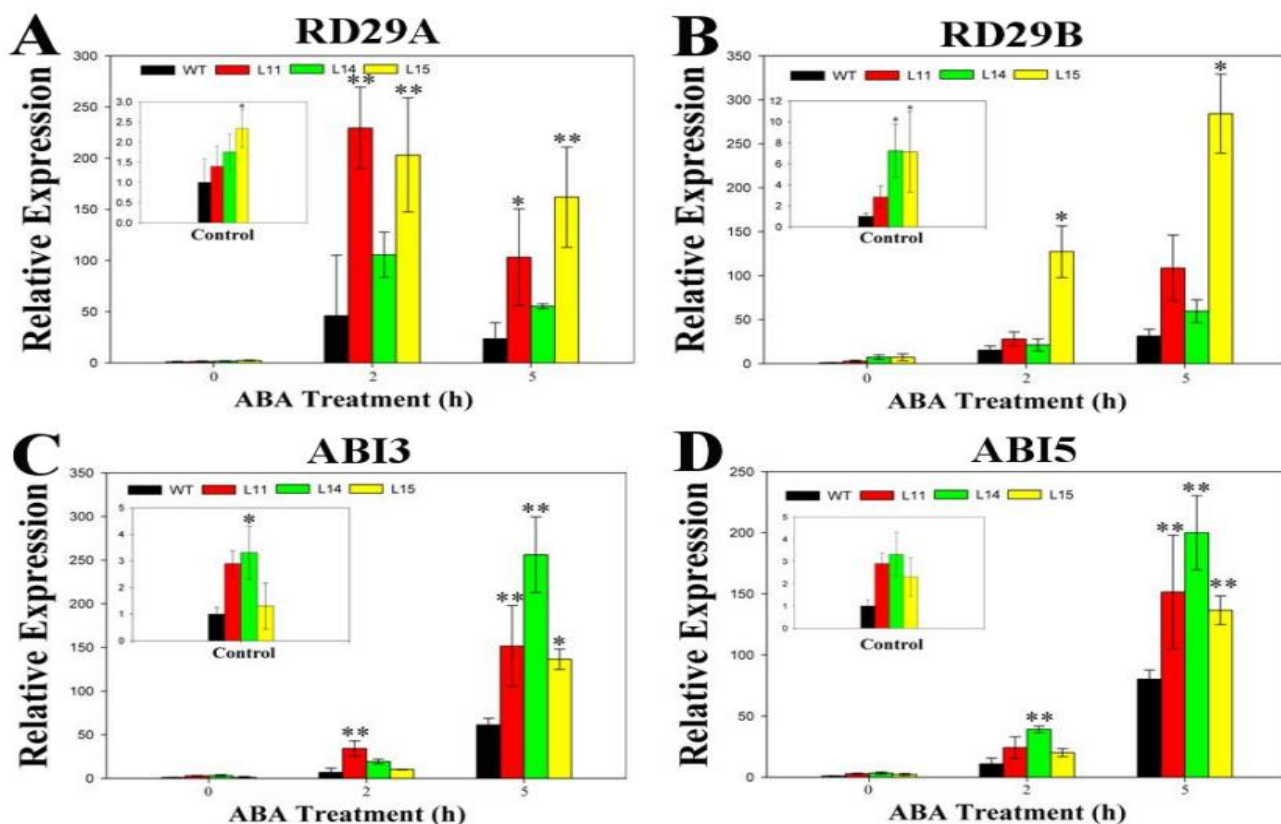 A RD29A
Relative Expression
300
250
200
150
100
50
0
WT L11 L14 L15
** ** * **
3.0
2.5
2.0
1.5
1.0
0.5
0.0
*
Control
0 2 5
ABA Treatment (h)
B RD29B
Relative Expression
350
300
250
200
150
100
50
0
WT L11 L14 L15
* *
12
10
8
6
4
2
0
* *
Control
0 2 5
ABA Treatment (h)
C ABI3
Relative Expression
350
300
250
200
150
100
50
0
WT L11 L14 L15
** ** ** *
5
4
3
2
1
0
*
Control
0 2 5
ABA Treatment (h)
D ABI5
Relative Expression
250
200
150
100
50
0
WT L11 L14 L15
** ** ** **
5
4
3
2
1
0
Control
0 2 5
ABA Treatment (h)